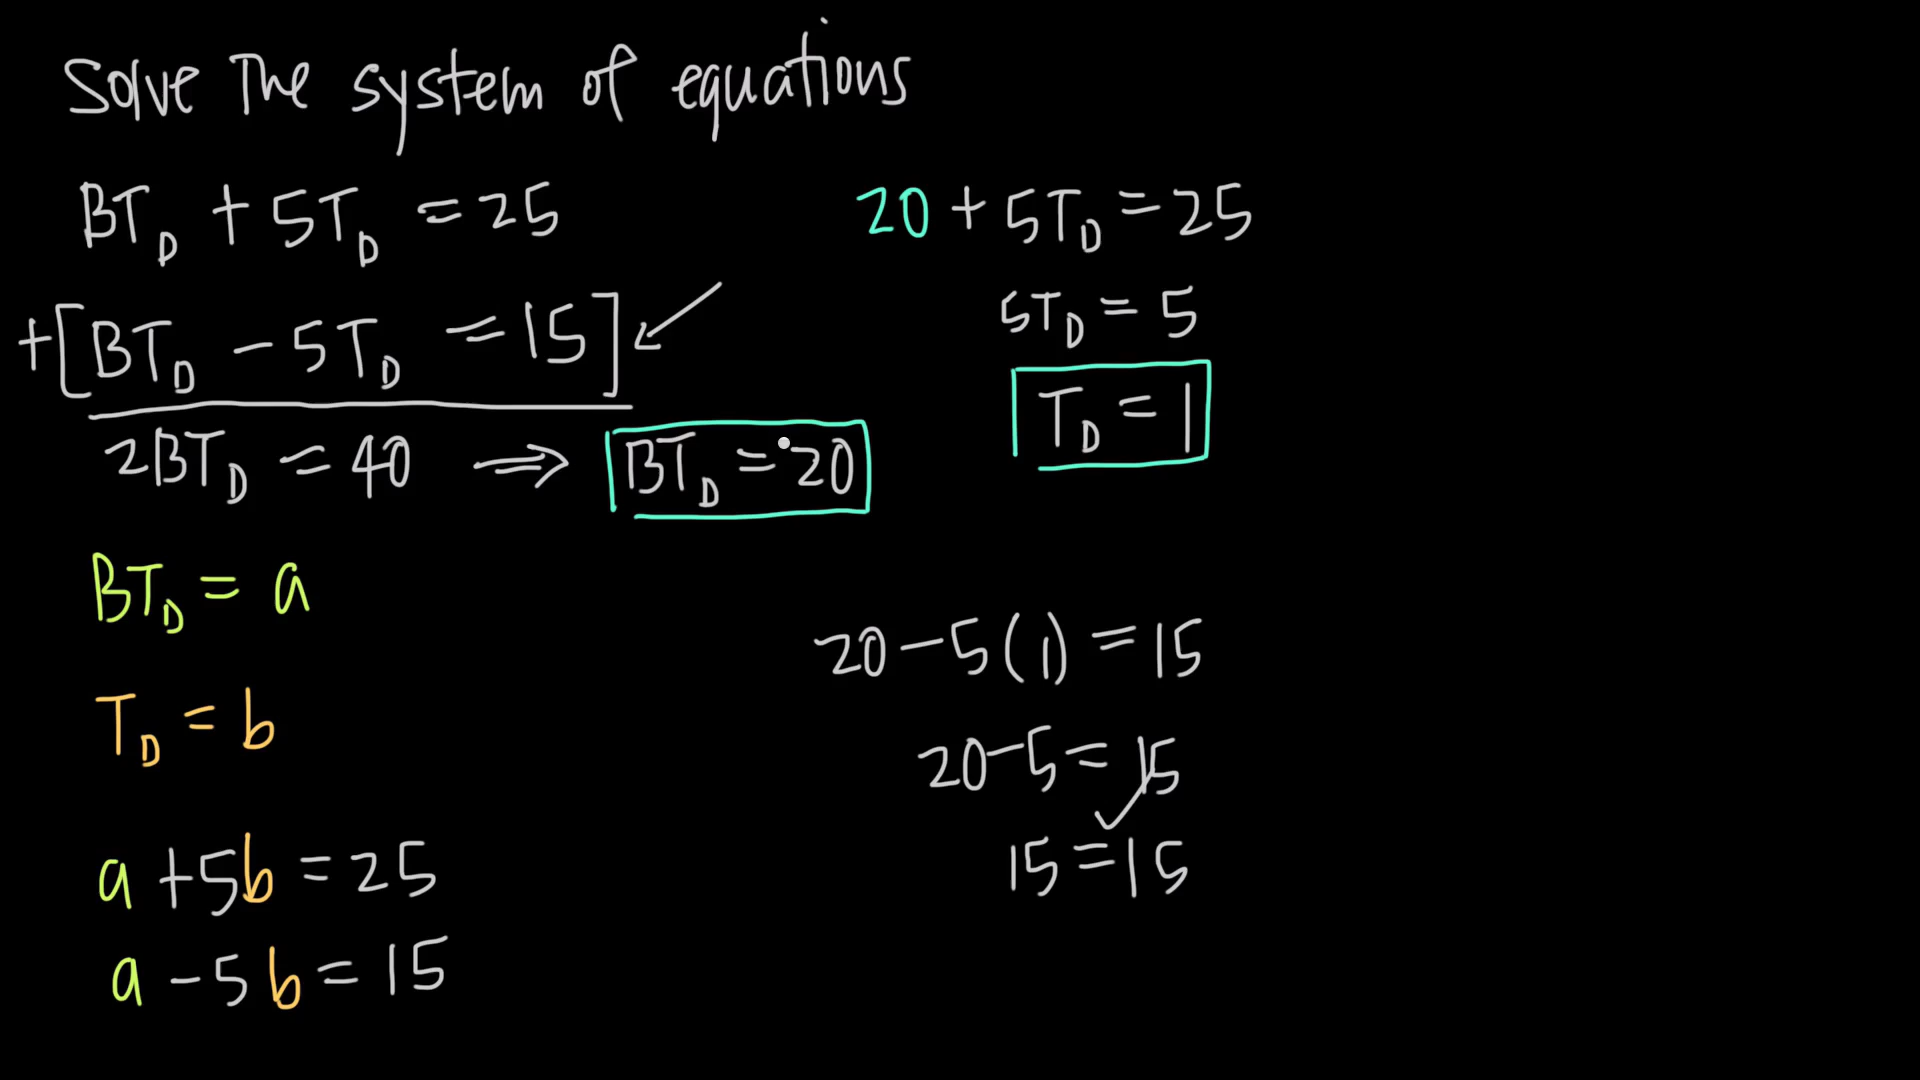 Solve The system of equations
BT_D + 5T_D = 25
+[BT_D - 5T_D = 15]
2BT_D = 40 ⟹ BT_D = 20
BT_D = a
T_D = b
a + 5b = 25
a - 5b = 15
20 + 5T_D = 25
5T_D = 5
T_D = 1
20 - 5(1) = 15
20 - 5 = 15
15 = 15 ✓